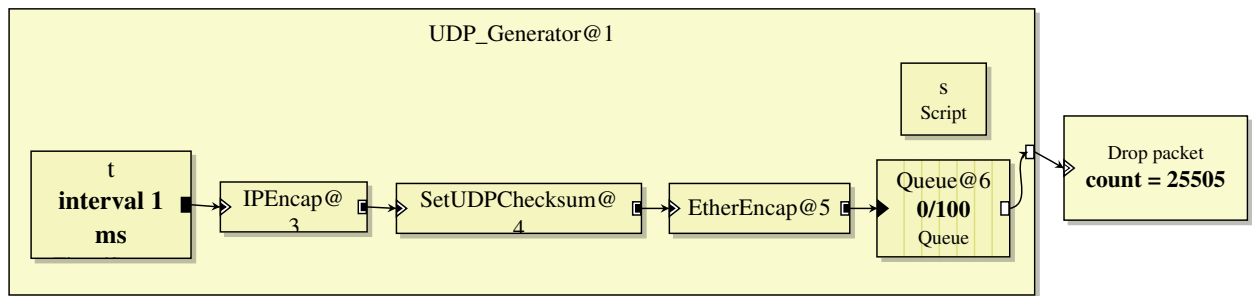 UDP_Generator@1
s
Script
t
interval 1
ms
IPEncap@
3
SetUDPChecksum@
4
EtherEncap@5
Queue@6
0/100
Queue
Drop packet
count = 25505